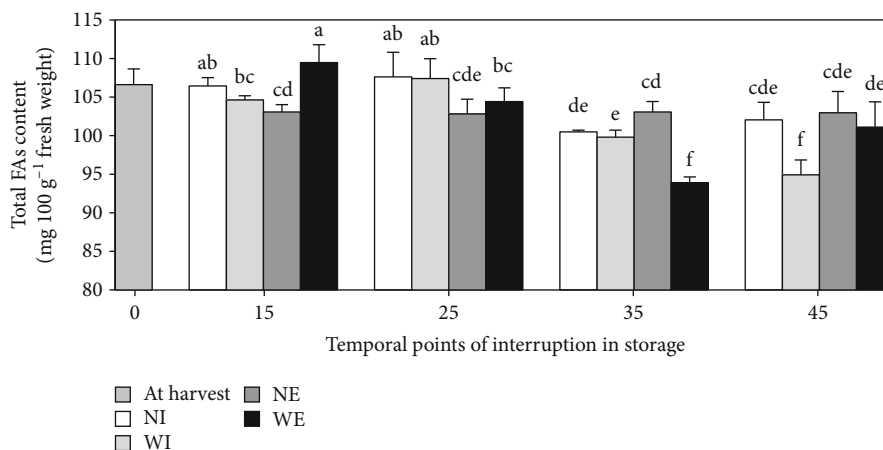 Total FAs content
(mg 100 g⁻¹ fresh weight)
115
110
105
100
95
90
85
80
ab
bc
cd
a
ab
ab
cde
bc
de
e
cd
f
cde
f
cde
de
0
15
25
35
45
Temporal points of interruption in storage
At harvest
NI
WI
NE
WE